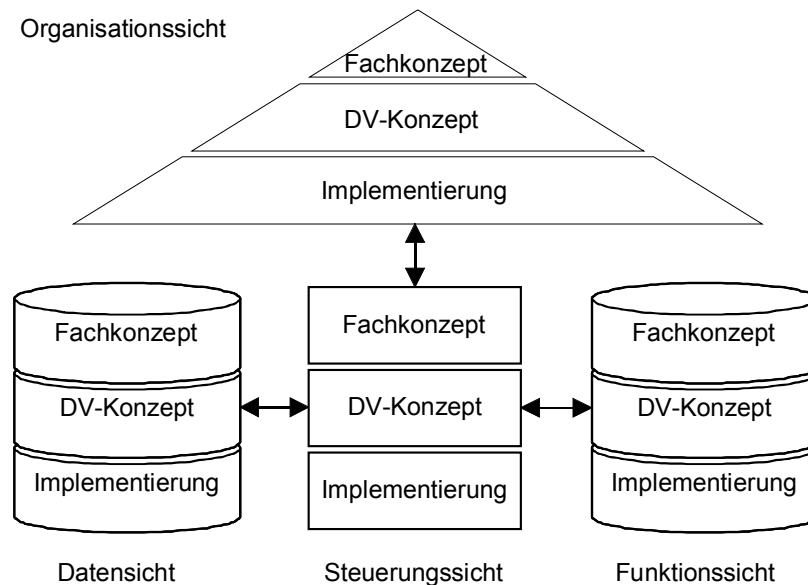 Organisationssicht
Fachkonzept
DV-Konzept
Implementierung
Fachkonzept
Fachkonzept
Fachkonzept
DV-Konzept
DV-Konzept
DV-Konzept
Implementierung
Implementierung
Implementierung
Datensicht
Steuerungssicht
Funktionssicht